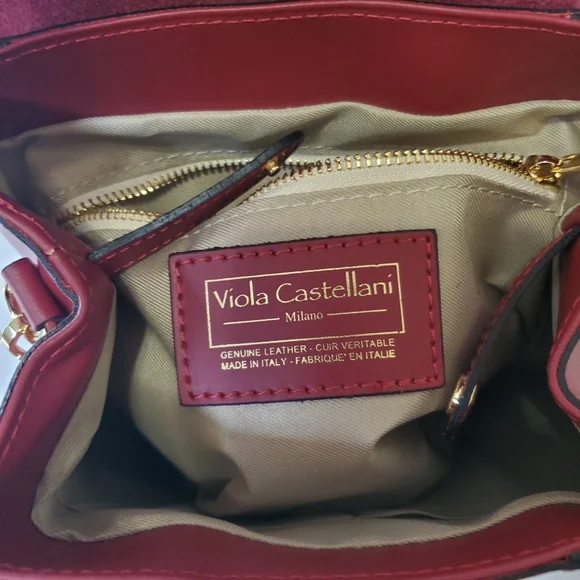 Viola Castellani
Milano
GENUINE LEATHER - CUIR VERITABLE
MADE IN ITALY - FABRIQUE' EN ITALIE